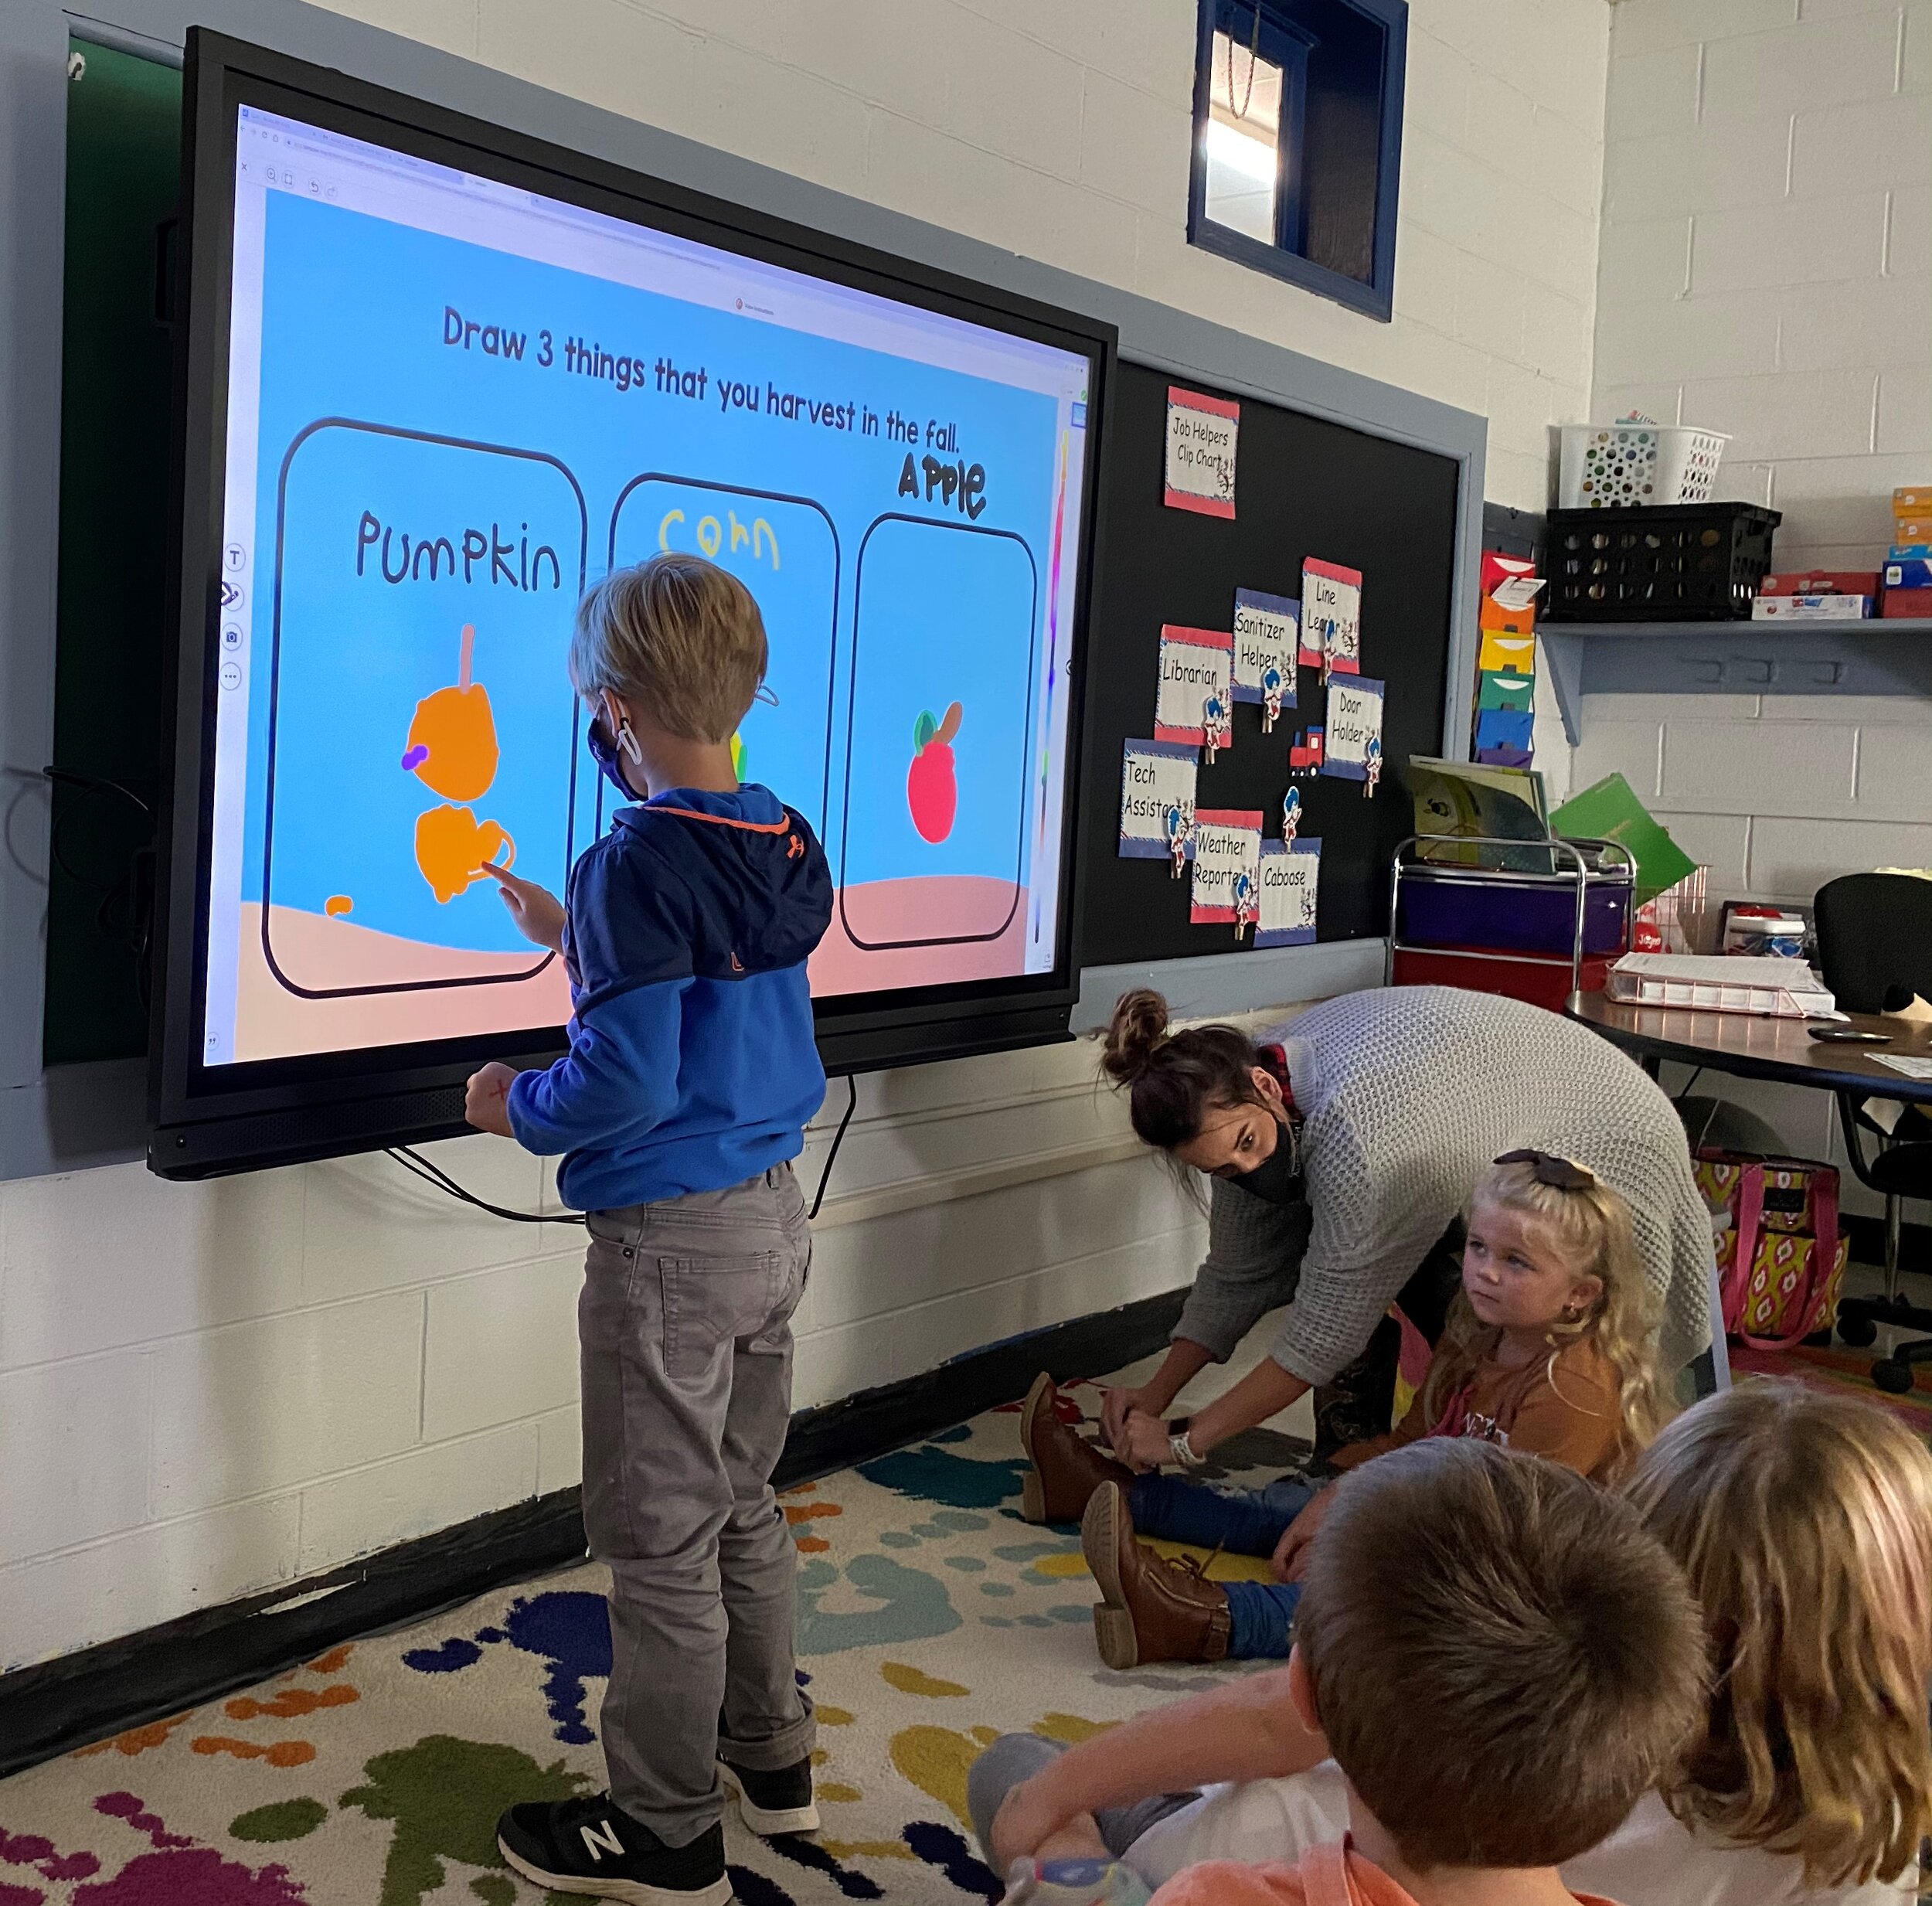 Draw 3 things that you harvest in the fall.
APPlE
PUmPkin
corn
T
Job Helpers
Clip Chart
Line
Leader
Sanitizer
Helper
Librarian
Door
Holder
Tech
Weather
Reporter
Caboose
N